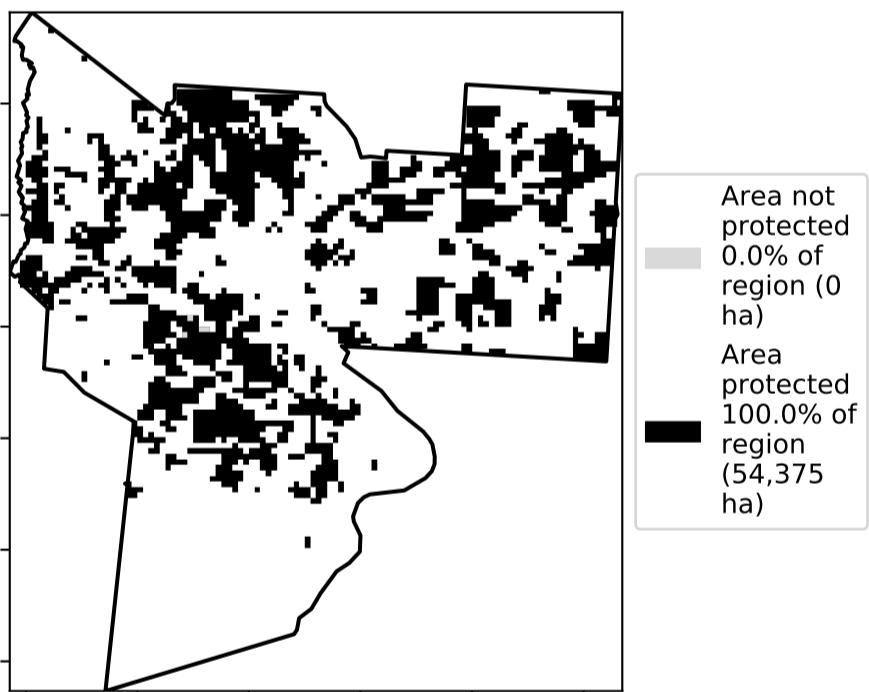 Area not
protected
0.0% of
region (0
ha)
Area
protected
100.0% of
region
(54,375
ha)